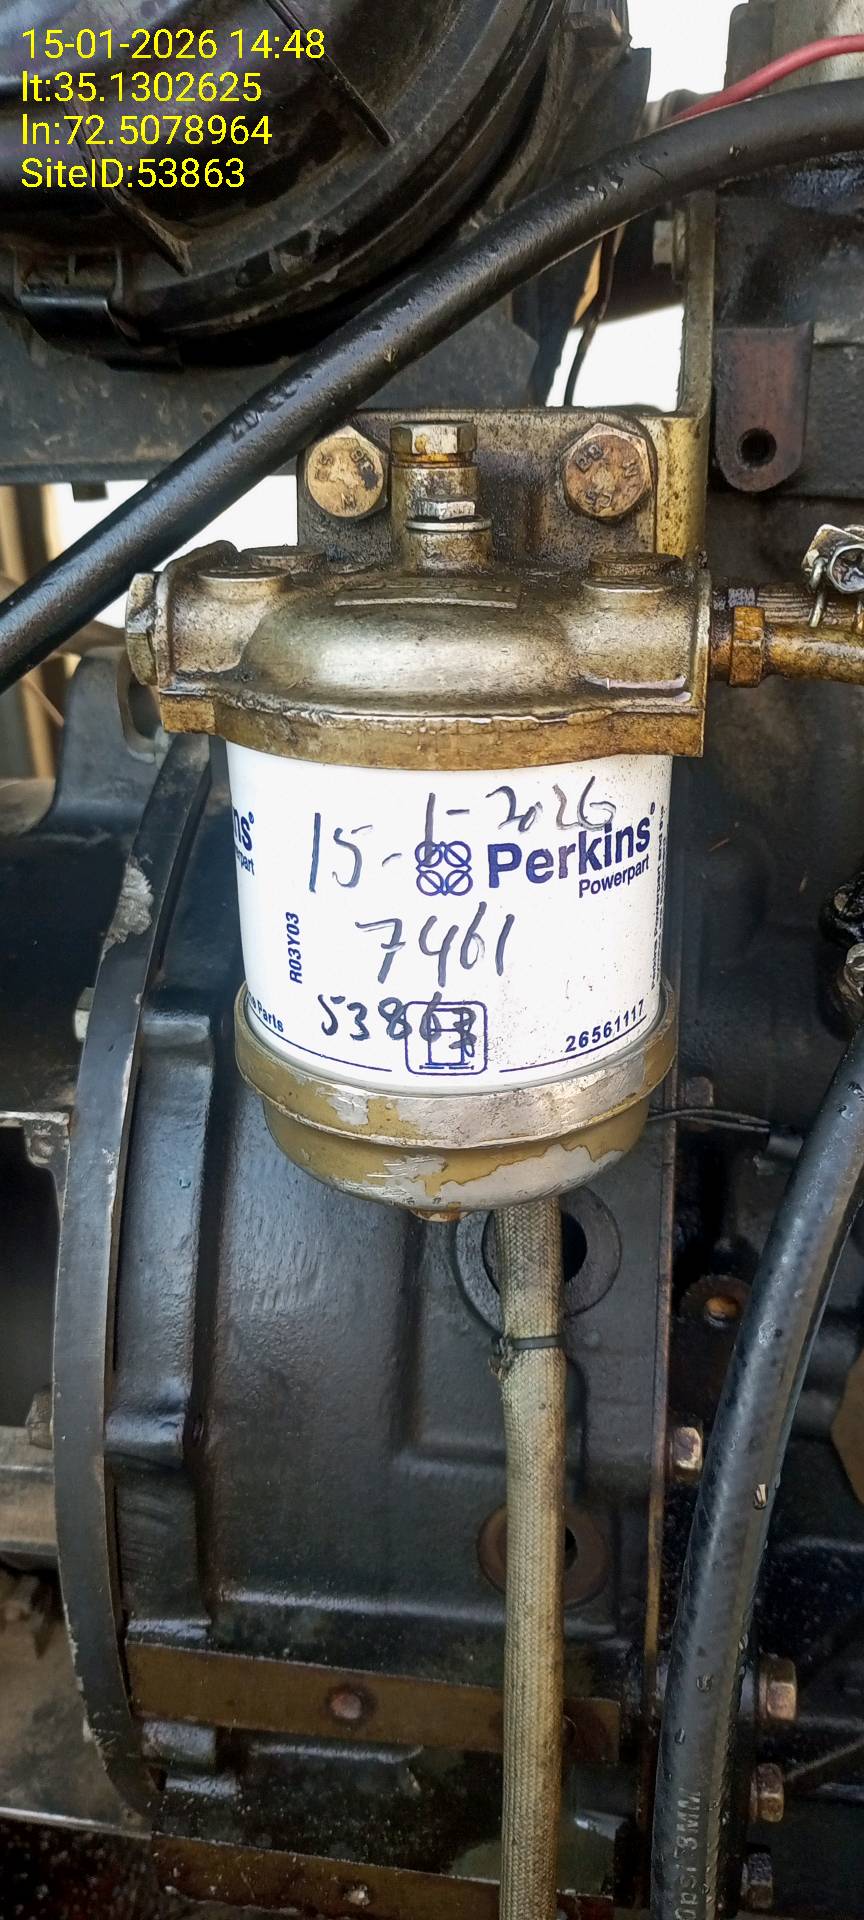 15-01-2026 14:48
lt:35.1302625
ln:72.5078964
SiteID:53863
15-1-2026
Perkins
Powerpart
R03Y03
7461
53863
26561117